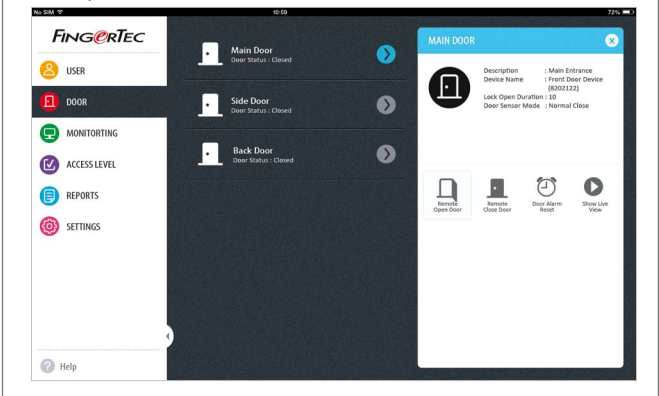 No SIM 10:59 72%
FINGERTEC
USER
DOOR
MONITORTING
ACCESS LEVEL
REPORTS
SETTINGS
Help
Main Door
Door Status : Closed
Side Door
Door Status : Closed
Back Door
Door Status : Closed
MAIN DOOR
Description : Main Entrance
Device Name : Front Door Device
(8202122)
Lock Open Duration : 10
Door Sensor Mode : Normal Close
Remote
Open Door
Remote
Close Door
Door Alarm
Reset
Show Live
View